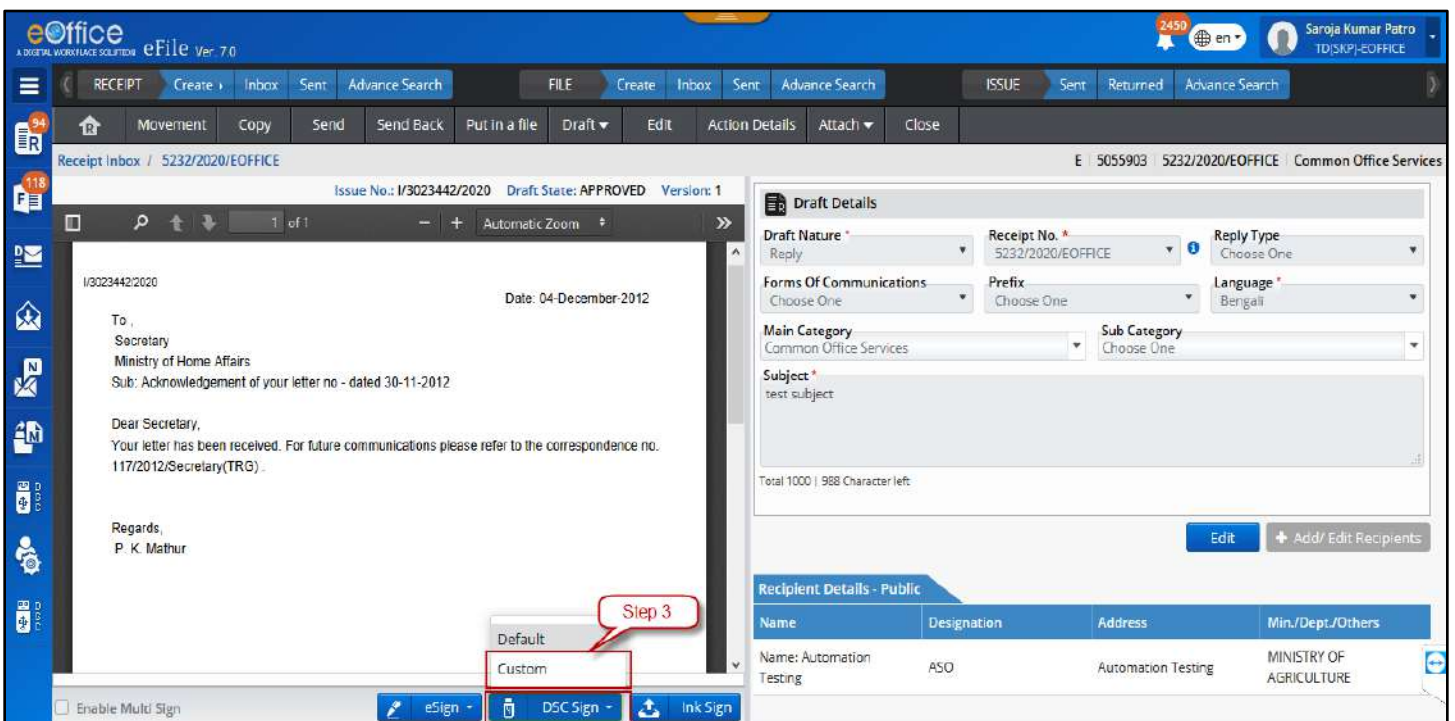 eOffice
A DIGITAL WORKPLACE SOLUTION eFile Ver. 7.0
2450
en
Saroja Kumar Patro
TD(SKP)-EOFFICE
RECEIPT Create Inbox Sent Advance Search FILE Create Inbox Sent Advance Search ISSUE Sent Returned Advance Search
94
R
Movement Copy Send Send Back Put in a file Draft Edit Action Details Attach Close
Receipt Inbox / 5232/2020/EOFFICE
E 5055903 5232/2020/EOFFICE Common Office Services
118
F
Issue No.: I/3023442/2020 Draft State: APPROVED Version: 1
1 of 1 − + Automatic Zoom
I/3023442/2020
Date: 04-December-2012
To ,
Secretary
Ministry of Home Affairs
Sub: Acknowledgement of your letter no - dated 30-11-2012
Dear Secretary,
Your letter has been received. For future communications please refer to the correspondence no.
117/2012/Secretary(TRG) .
Regards,
P. K. Mathur
Step 3
Default
Custom
Enable Multi Sign
eSign DSC Sign Ink Sign
Draft Details
Draft Nature * Receipt No. * Reply Type
Reply 5232/2020/EOFFICE Choose One
Forms Of Communications Prefix Language *
Choose One Choose One Bengali
Main Category Sub Category
Common Office Services Choose One
Subject *
test subject
Total 1000 | 988 Character left
Edit + Add/ Edit Recipients
Recipient Details - Public
Name Designation Address Min./Dept./Others
Name: Automation Testing ASO Automation Testing MINISTRY OF AGRICULTURE
D
N
M
DSC
DSC